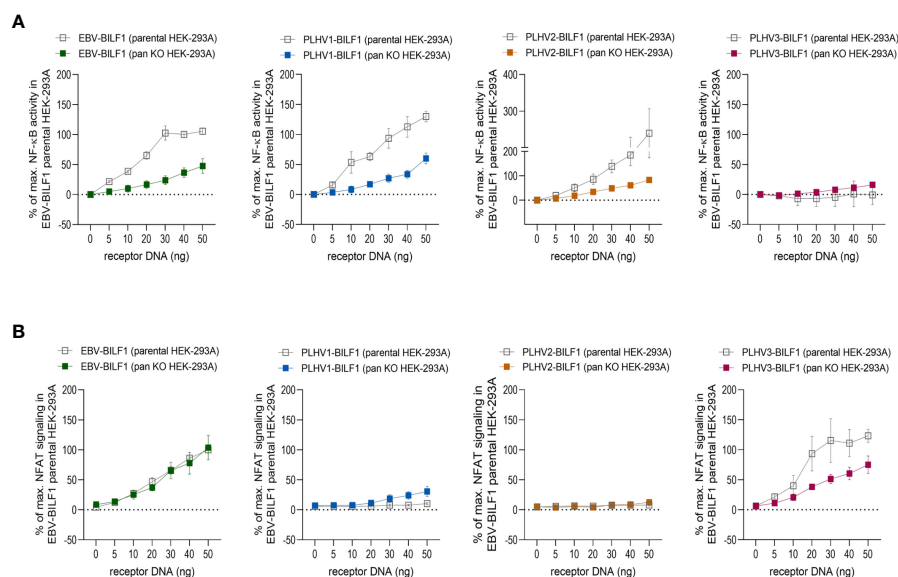 A
EBV-BILF1 (parental HEK-293A)
EBV-BILF1 (pan KO HEK-293A)
% of max. NF-κB activity in
EBV-BILF1 parental HEK-293A
200
150
100
50
0
-50
0 5 10 20 30 40 50
receptor DNA (ng)
PLHV1-BILF1 (parental HEK-293A)
PLHV1-BILF1 (pan KO HEK-293A)
% of max. NF-κB activity in
EBV-BILF1 parental HEK-293A
200
150
100
50
0
-50
0 5 10 20 30 40 50
receptor DNA (ng)
PLHV2-BILF1 (parental HEK-293A)
PLHV2-BILF1 (pan KO HEK-293A)
% of max. NF-κB activity in
EBV-BILF1 parental HEK-293A
400
300
200
200
100
0
0 5 10 20 30 40 50
receptor DNA (ng)
PLHV3-BILF1 (parental HEK-293A)
PLHV3-BILF1 (pan KO HEK-293A)
% of max. NF-κB activity in
EBV-BILF1 parental HEK-293A
200
150
100
50
0
-50
0 5 10 20 30 40 50
receptor DNA (ng)
B
EBV-BILF1 (parental HEK-293A)
EBV-BILF1 (pan KO HEK-293A)
% of max. NFAT signaling in
EBV-BILF1 parental HEK-293A
200
150
100
50
0
-50
0 5 10 20 30 40 50
receptor DNA (ng)
PLHV1-BILF1 (parental HEK-293A)
PLHV1-BILF1 (pan KO HEK-293A)
% of max. NFAT signaling in
EBV-BILF1 parental HEK-293A
200
150
100
50
0
-50
0 5 10 20 30 40 50
receptor DNA (ng)
PLHV2-BILF1 (parental HEK-293A)
PLHV2-BILF1 (pan KO HEK-293A)
% of max. NFAT signaling in
EBV-BILF1 parental HEK-293A
200
150
100
50
0
-50
0 5 10 20 30 40 50
receptor DNA (ng)
PLHV3-BILF1 (parental HEK-293A)
PLHV3-BILF1 (pan KO HEK-293A)
% of max. NFAT signaling in
EBV-BILF1 parental HEK-293A
200
150
100
50
0
-50
0 5 10 20 30 40 50
receptor DNA (ng)